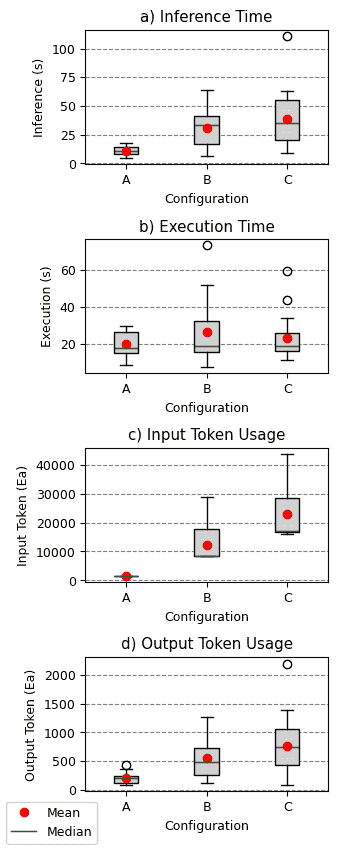 a) Inference Time
100
75
50
25
0
Inference (s)
A B C
Configuration
b) Execution Time
60
40
20
Execution (s)
A B C
Configuration
c) Input Token Usage
40000
30000
20000
10000
0
Input Token (Ea)
A B C
Configuration
d) Output Token Usage
2000
1500
1000
500
0
Output Token (Ea)
A B C
Configuration
Mean
Median